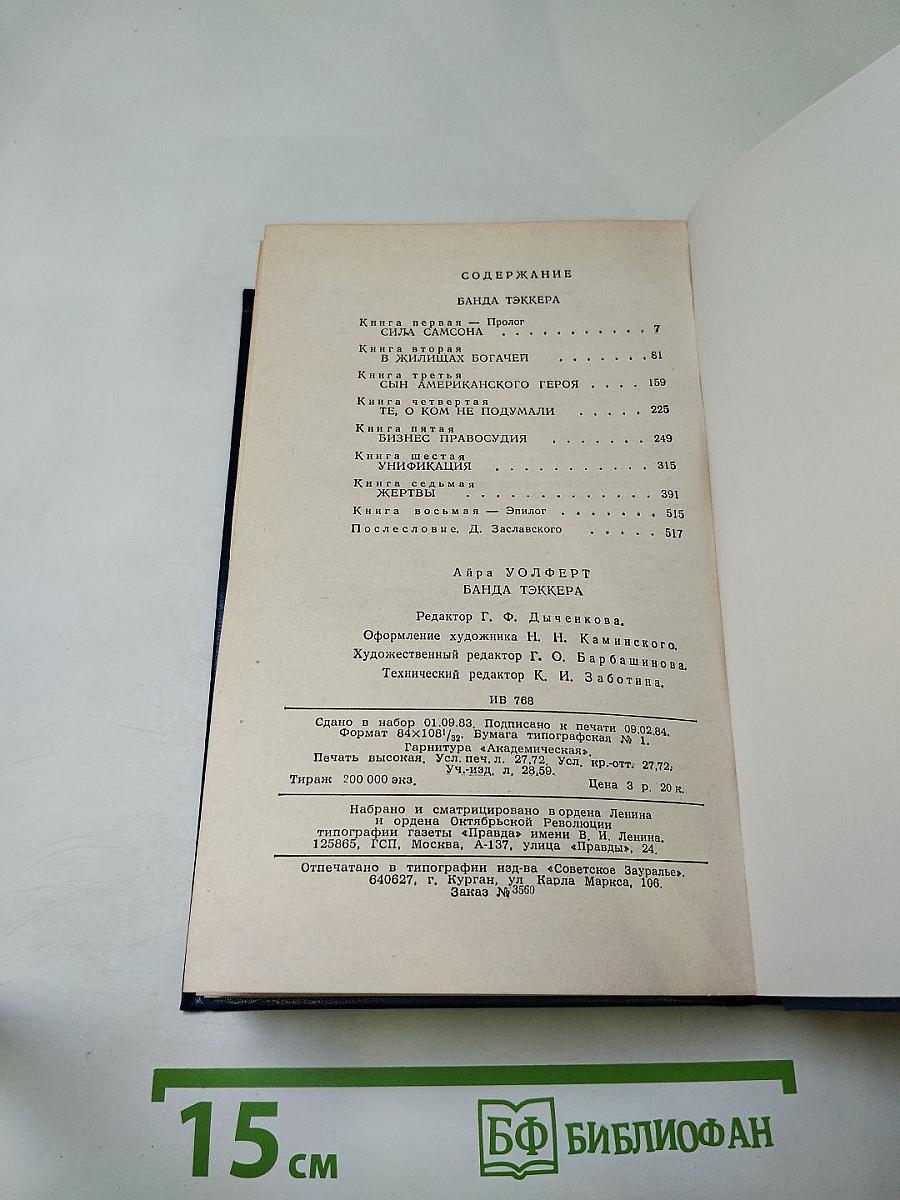 СОДЕРЖАНИЕ
БАНДА ТЭККЕРА
Книга первая — Пролог
СИЛА САМСОНА . . . . . . . . . . . 7
Книга вторая
В ЖИЛИЩАХ БОГАЧЕЙ . . . . . . . 81
Книга третья
СЫН АМЕРИКАНСКОГО ГЕРОЯ . . . . 159
Книга четвертая
ТЕ, О КОМ НЕ ПОДУМАЛИ . . . . . 225
Книга пятая
БИЗНЕС ПРАВОСУДИЯ . . . . . . . 249
Книга шестая
УНИФИКАЦИЯ . . . . . . . . . . . 315
Книга седьмая
ЖЕРТВЫ . . . . . . . . . . . . . 391
Книга восьмая — Эпилог . . . . . . . 515
Послесловие. Д. Заславского . . . . . 517
Айра УОЛФЕРТ
БАНДА ТЭККЕРА
Редактор Г. Ф. Дыченкова.
Оформление художника Н. Н. Каминского.
Художественный редактор Г. О. Барбашинова.
Технический редактор К. И. Заботина.
ИБ 768
Сдано в набор 01.09.83. Подписано к печати 09.02.84.
Формат 84×108¹/₃₂. Бумага типографская № 1.
Гарнитура «Академическая».
Печать высокая. Усл. печ. л. 27,72. Усл. кр.-отт. 27,72.
Уч.-изд. л. 28,59.
Тираж 200 000 экз. Цена 3 р. 20 к.
Набрано и сматрицировано в ордена Ленина
и ордена Октябрьской Революции
типографии газеты «Правда» имени В. И. Ленина.
125865, ГСП, Москва, А-137, улица «Правды», 24.
Отпечатано в типографии изд-ва «Советское Зауралье».
640627, г. Курган, ул Карла Маркса, 106.
Заказ № 3560
15 см
БФ БИБЛИОФАН